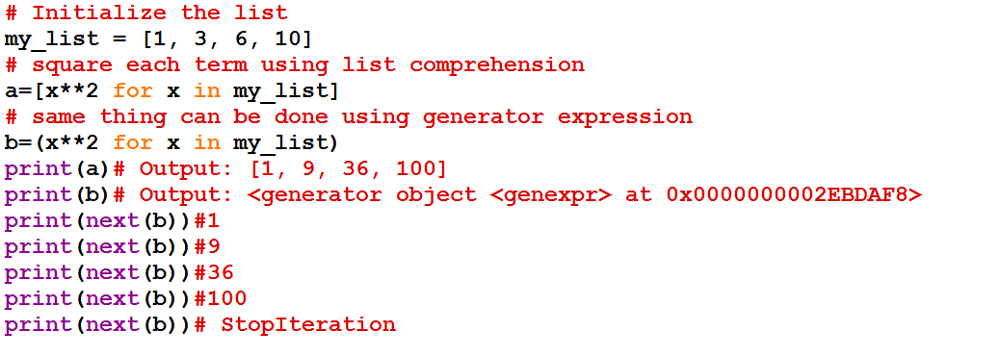 # Initialize the list
my_list = [1, 3, 6, 10]
# square each term using list comprehension
a=[x**2 for x in my_list]
# same thing can be done using generator expression
b=(x**2 for x in my_list)
print(a)# Output: [1, 9, 36, 100]
print(b)# Output: <generator object <genexpr> at 0x0000000002EBDAF8>
print(next(b))#1
print(next(b))#9
print(next(b))#36
print(next(b))#100
print(next(b))# StopIteration